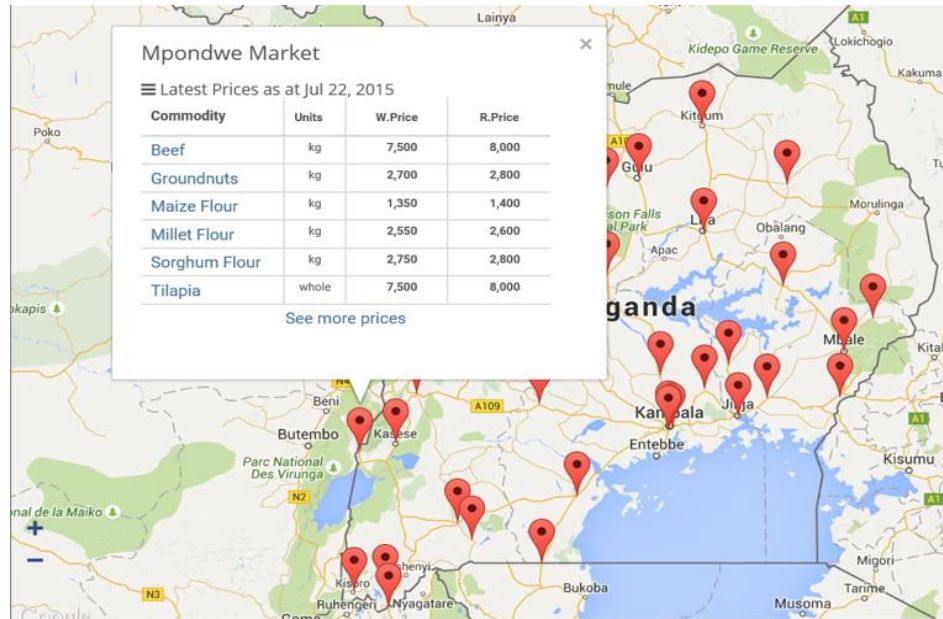 Mpondwe Market
×
Latest Prices as at Jul 22, 2015
Commodity Units W.Price R.Price
Beef kg 7,500 8,000
Groundnuts kg 2,700 2,800
Maize Flour kg 1,350 1,400
Millet Flour kg 2,550 2,600
Sorghum Flour kg 2,750 2,800
Tilapia whole 7,500 8,000
See more prices
Lainya
A1
Kidepo Game Reserve
Lokichogio
Kakuma
Poko
Kitgum
Gulu
Morulinga
Lira
Obalang
Apac
ganda
Mbale
N4
Beni
A109
Kampala
Jinja
A1
Butembo
Kasese
Entebbe
Kisumu
Parc National
Des Virunga
N2
A1
+
−
Migori
Bukoba
Tarime
N3
Ruhengeri
Nyagatare
Musoma